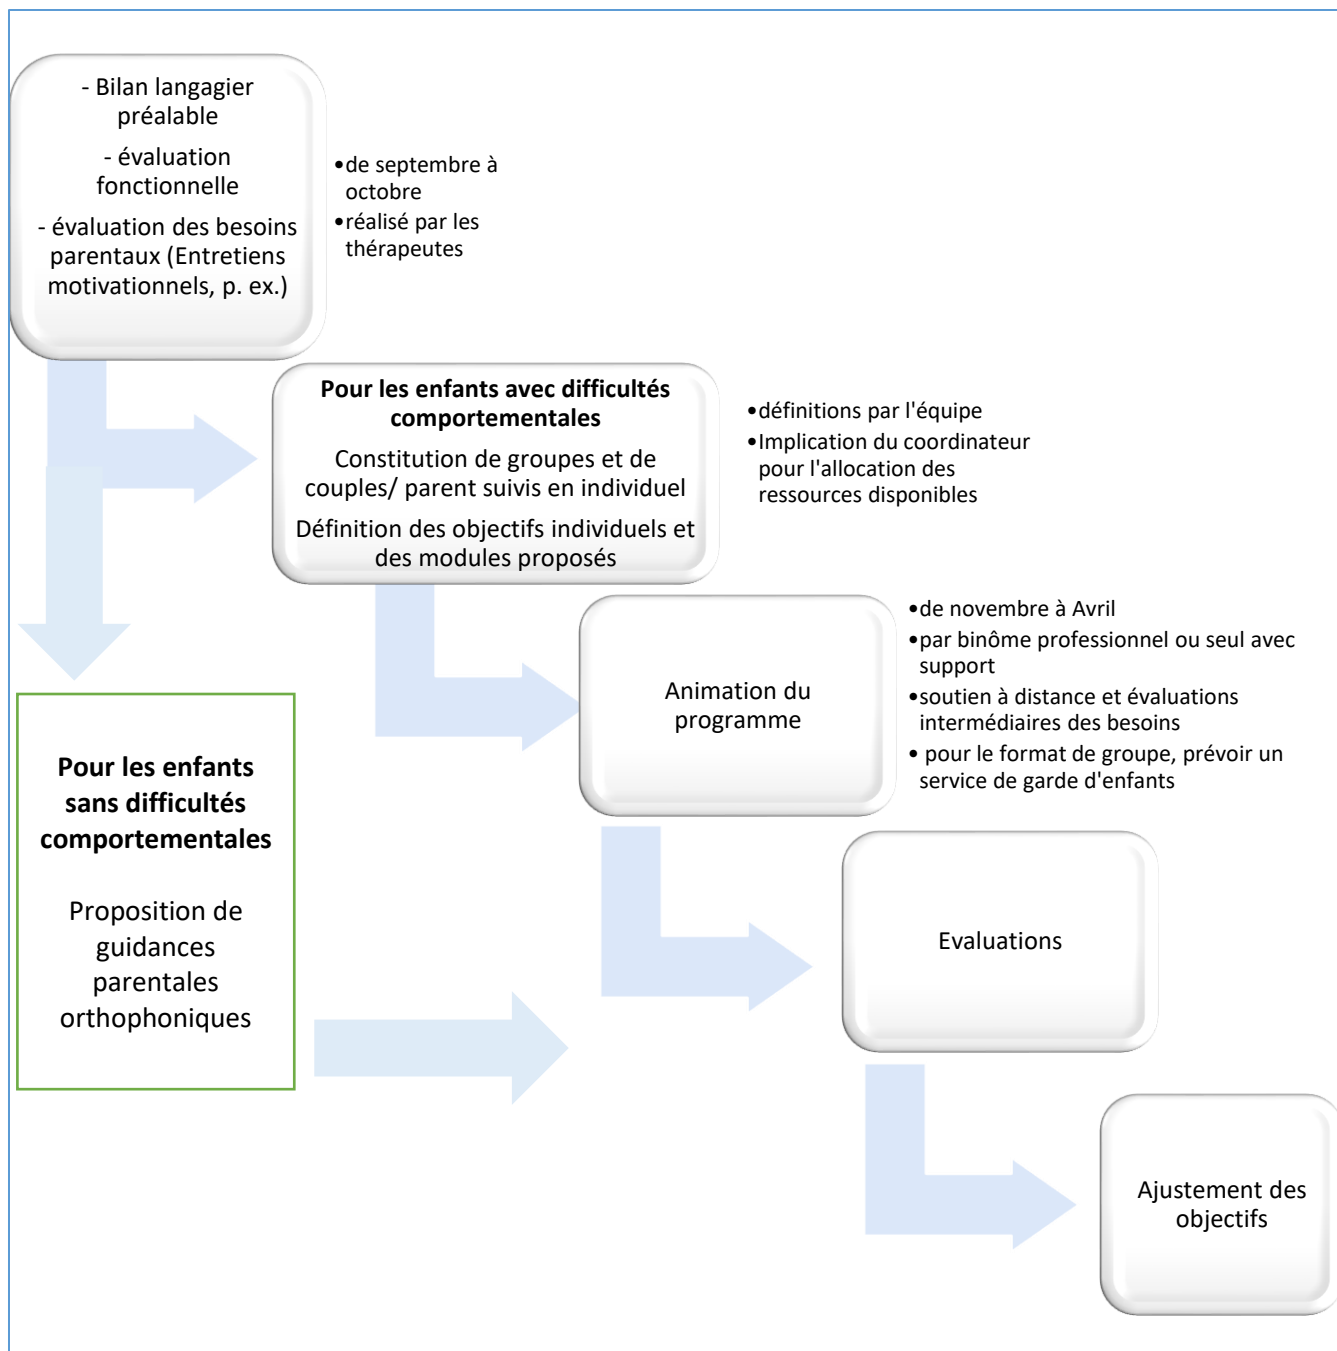 - Bilan langagier
préalable
- évaluation
fonctionnelle
- évaluation des besoins
parentaux (Entretiens
motivationnels, p. ex.)
•de septembre à
octobre
•réalisé par les
thérapeutes
Pour les enfants avec difficultés
comportementales
Constitution de groupes et de
couples/ parent suivis en individuel
Définition des objectifs individuels et
des modules proposés
•définitions par l'équipe
•Implication du coordinateur
pour l'allocation des
ressources disponibles
Animation du
programme
•de novembre à Avril
•par binôme professionnel ou seul avec
support
•soutien à distance et évaluations
intermédiaires des besoins
• pour le format de groupe, prévoir un
service de garde d'enfants
Pour les enfants
sans difficultés
comportementales
Proposition de
guidances
parentales
orthophoniques
Evaluations
Ajustement des
objectifs